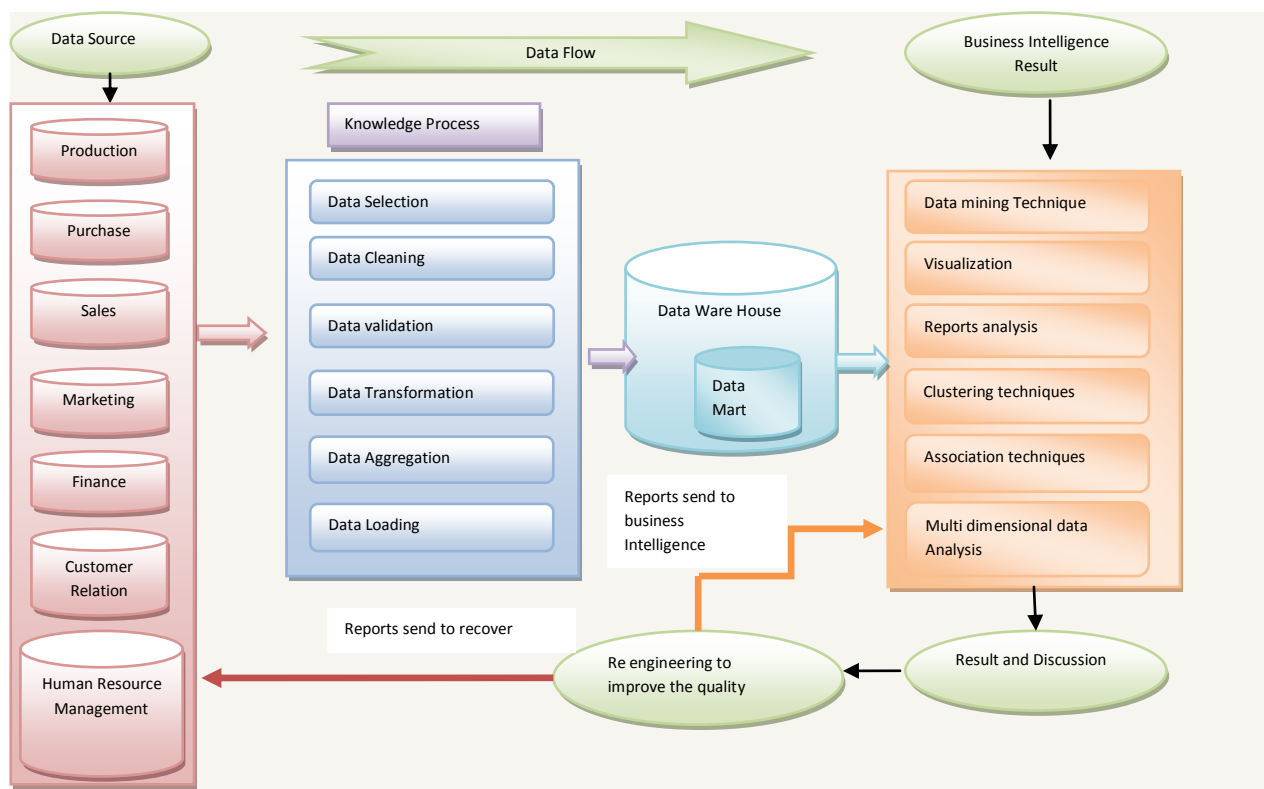 Data Source
Data Flow
Business Intelligence
Result
Production
Purchase
Sales
Marketing
Finance
Customer
Relation
Human Resource
Management
Knowledge Process
Data Selection
Data Cleaning
Data validation
Data Transformation
Data Aggregation
Data Loading
Data Ware House
Data
Mart
Data mining Technique
Visualization
Reports analysis
Clustering techniques
Association techniques
Multi dimensional data
Analysis
Reports send to
business
Intelligence
Reports send to recover
Re engineering to
improve the quality
Result and Discussion